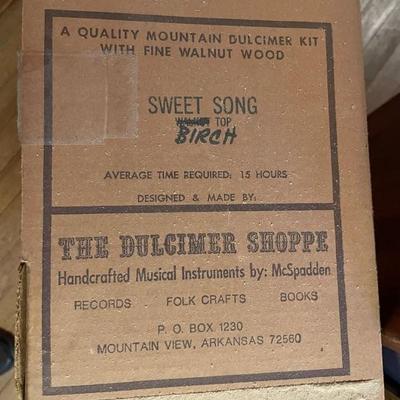 A QUALITY MOUNTAIN DULCIMER KIT
WITH FINE WALNUT WOOD
SWEET SONG
WALNUT TOP
BIRCH
AVERAGE TIME REQUIRED: 15 HOURS
DESIGNED & MADE BY:
THE DULCIMER SHOPPE
Handcrafted Musical Instruments by: McSpadden
RECORDS FOLK CRAFTS BOOKS
P. O. BOX 1230
MOUNTAIN VIEW, ARKANSAS 72560